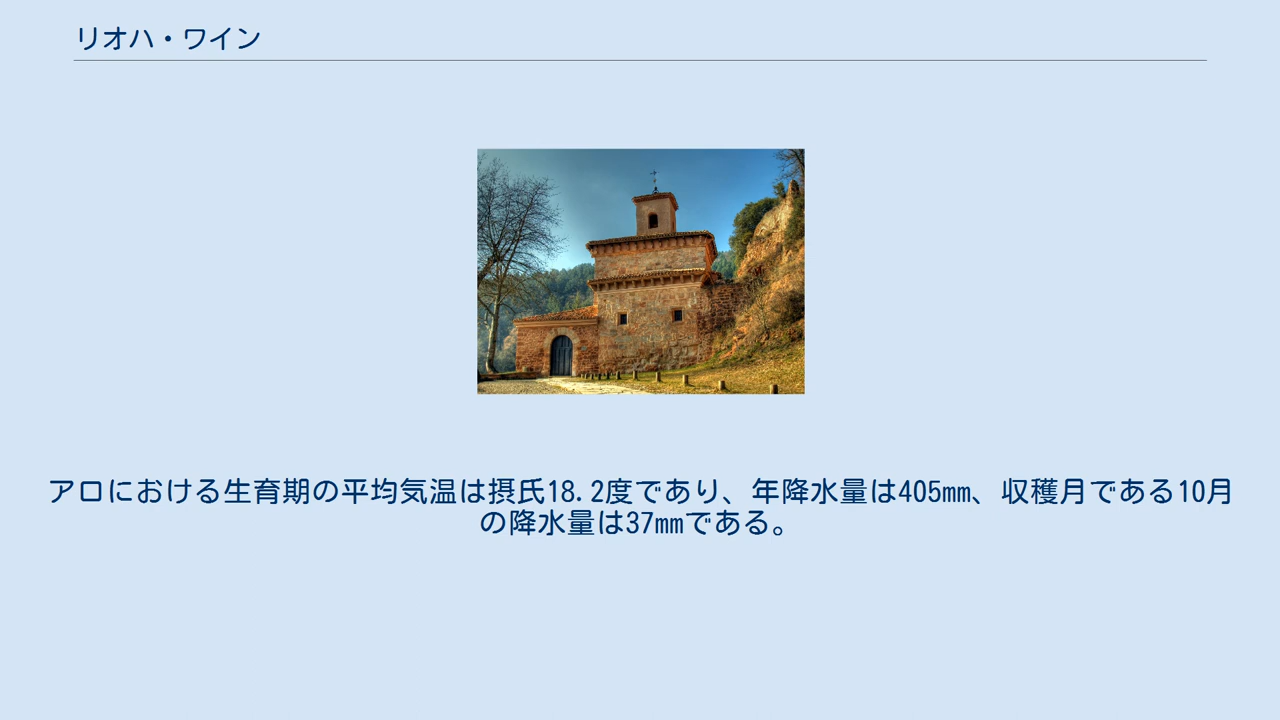 リオハ・ワイン
アロにおける生育期の平均気温は摂氏18.2度であり、年降水量は405mm、収穫月である10月
の降水量は37mmである。